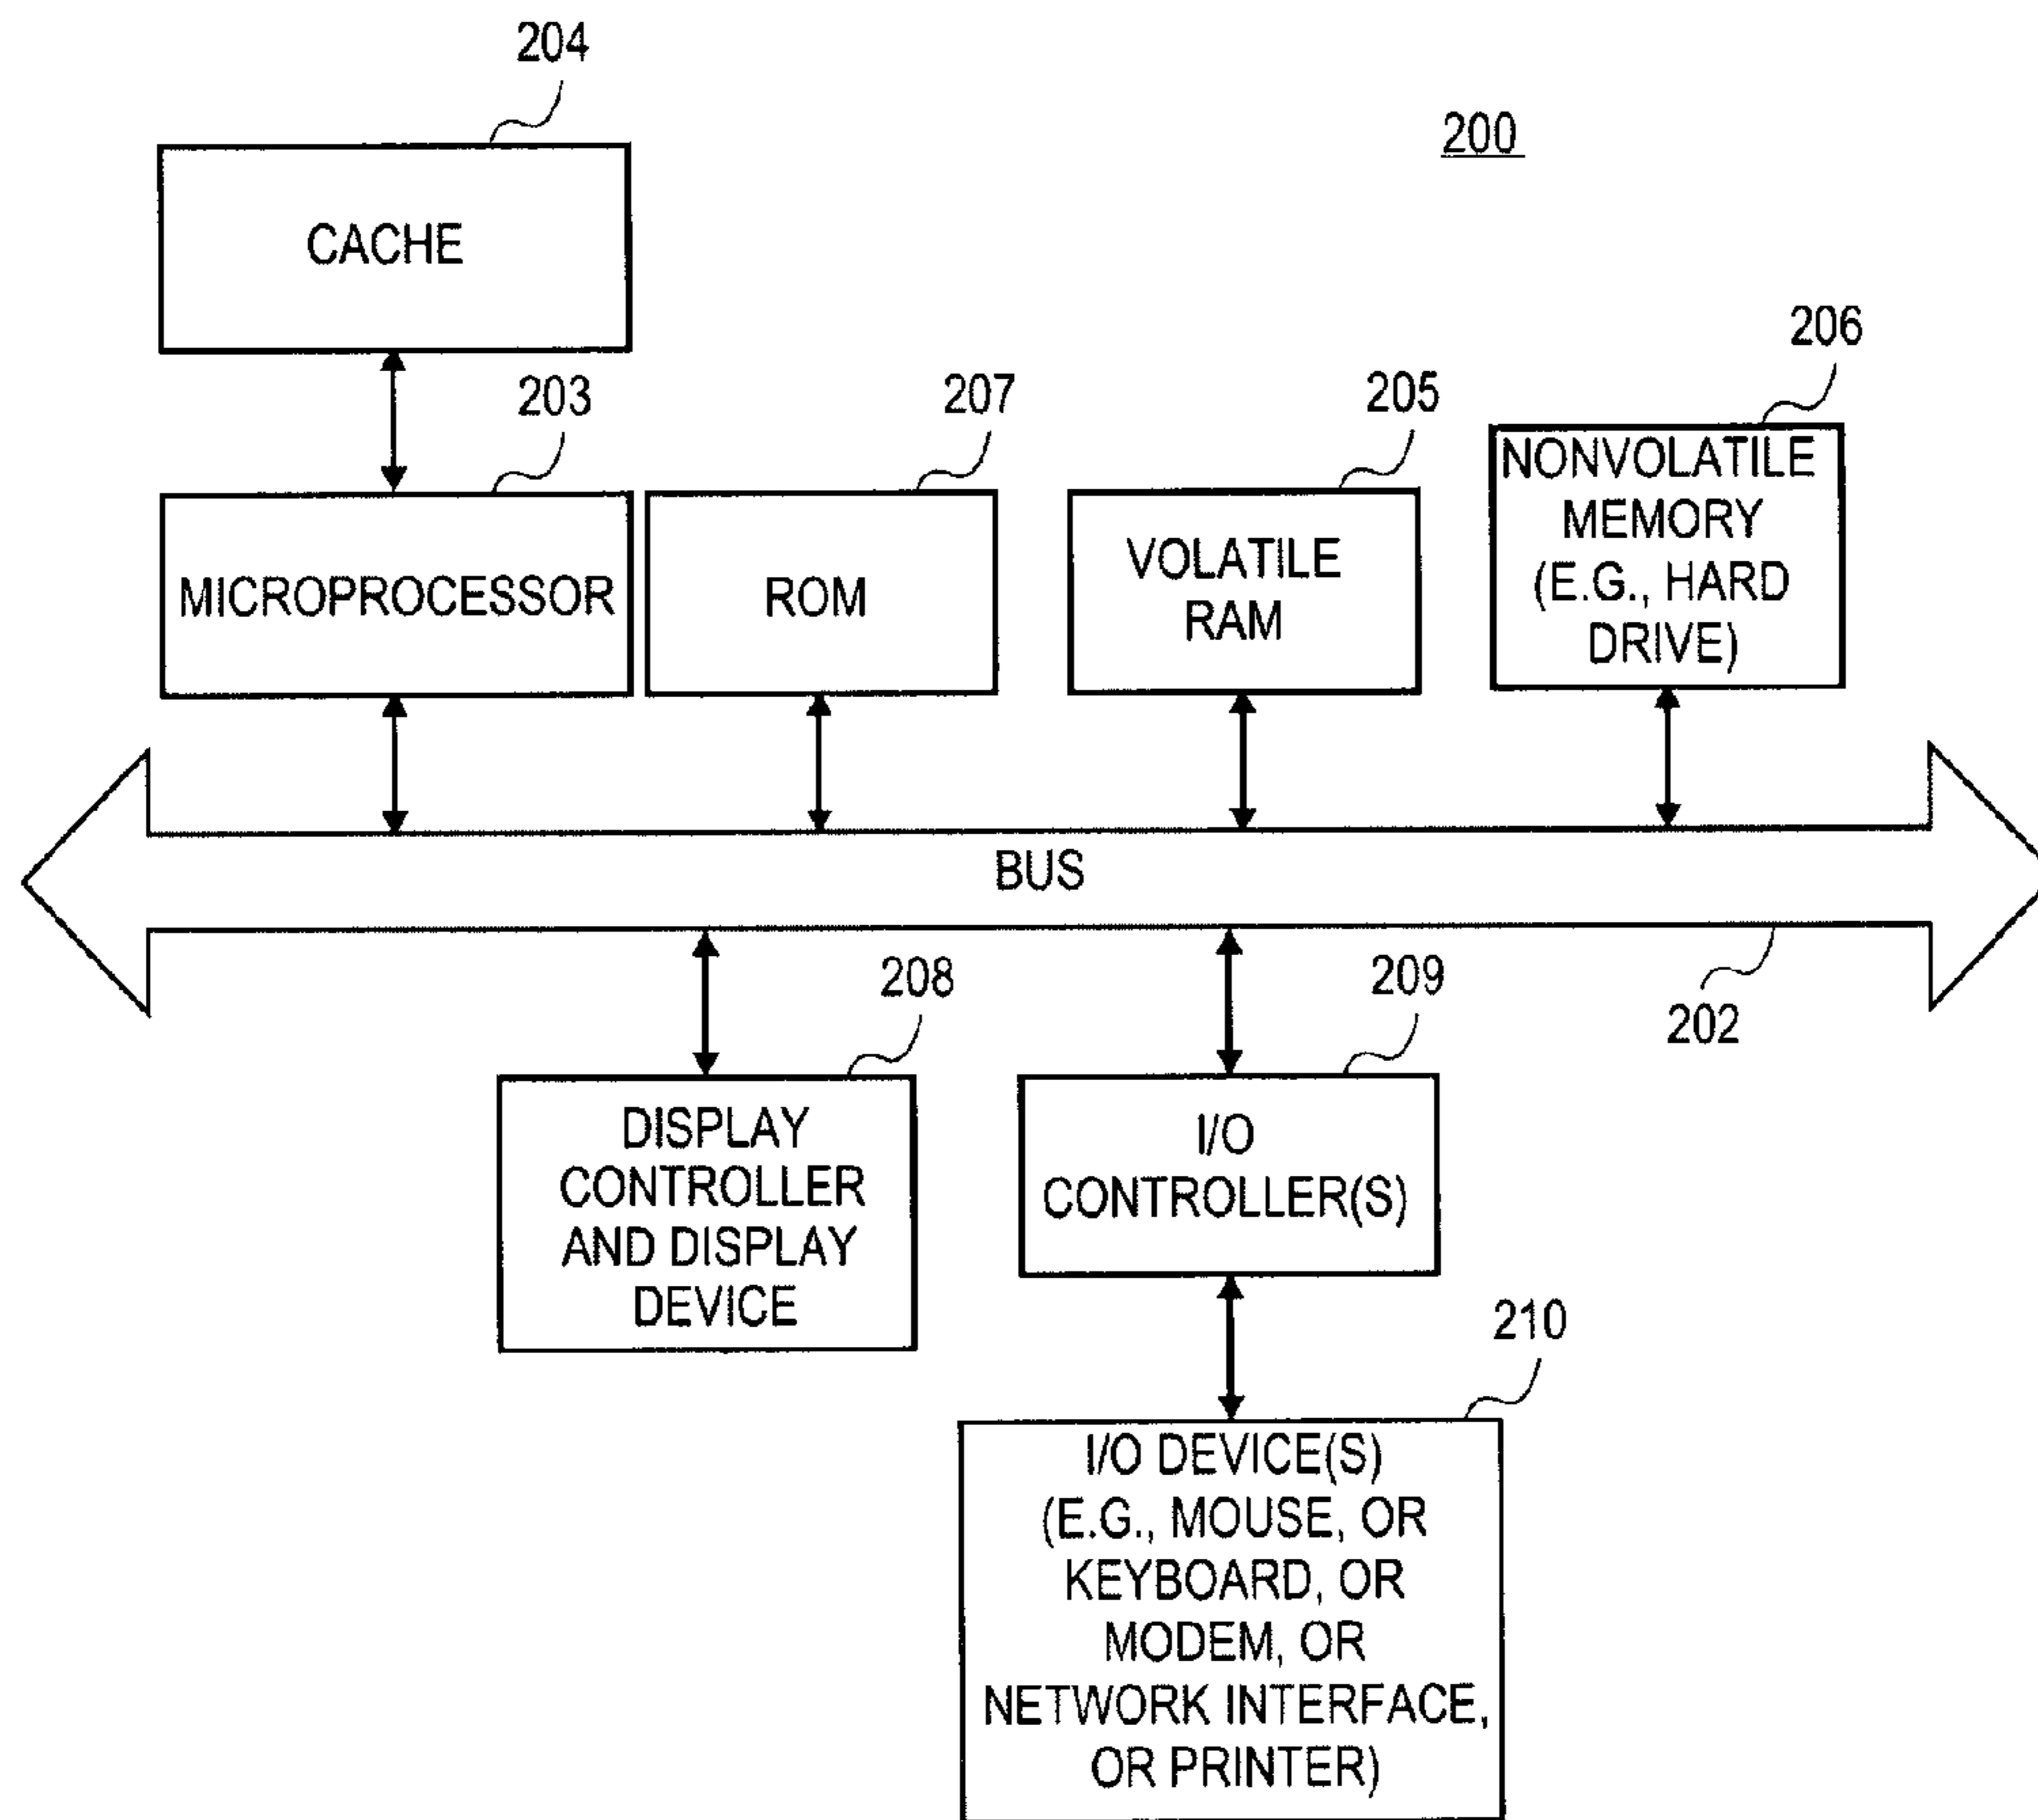 204
200
CACHE
206
203
207
205
NONVOLATILE
MEMORY
(E.G., HARD
DRIVE)
MICROPROCESSOR
ROM
VOLATILE
RAM
BUS
208
209
202
DISPLAY
CONTROLLER
AND DISPLAY
DEVICE
I/O
CONTROLLER(S)
210
I/O DEVICE(S)
(E.G., MOUSE, OR
KEYBOARD, OR
MODEM, OR
NETWORK INTERFACE,
OR PRINTER)